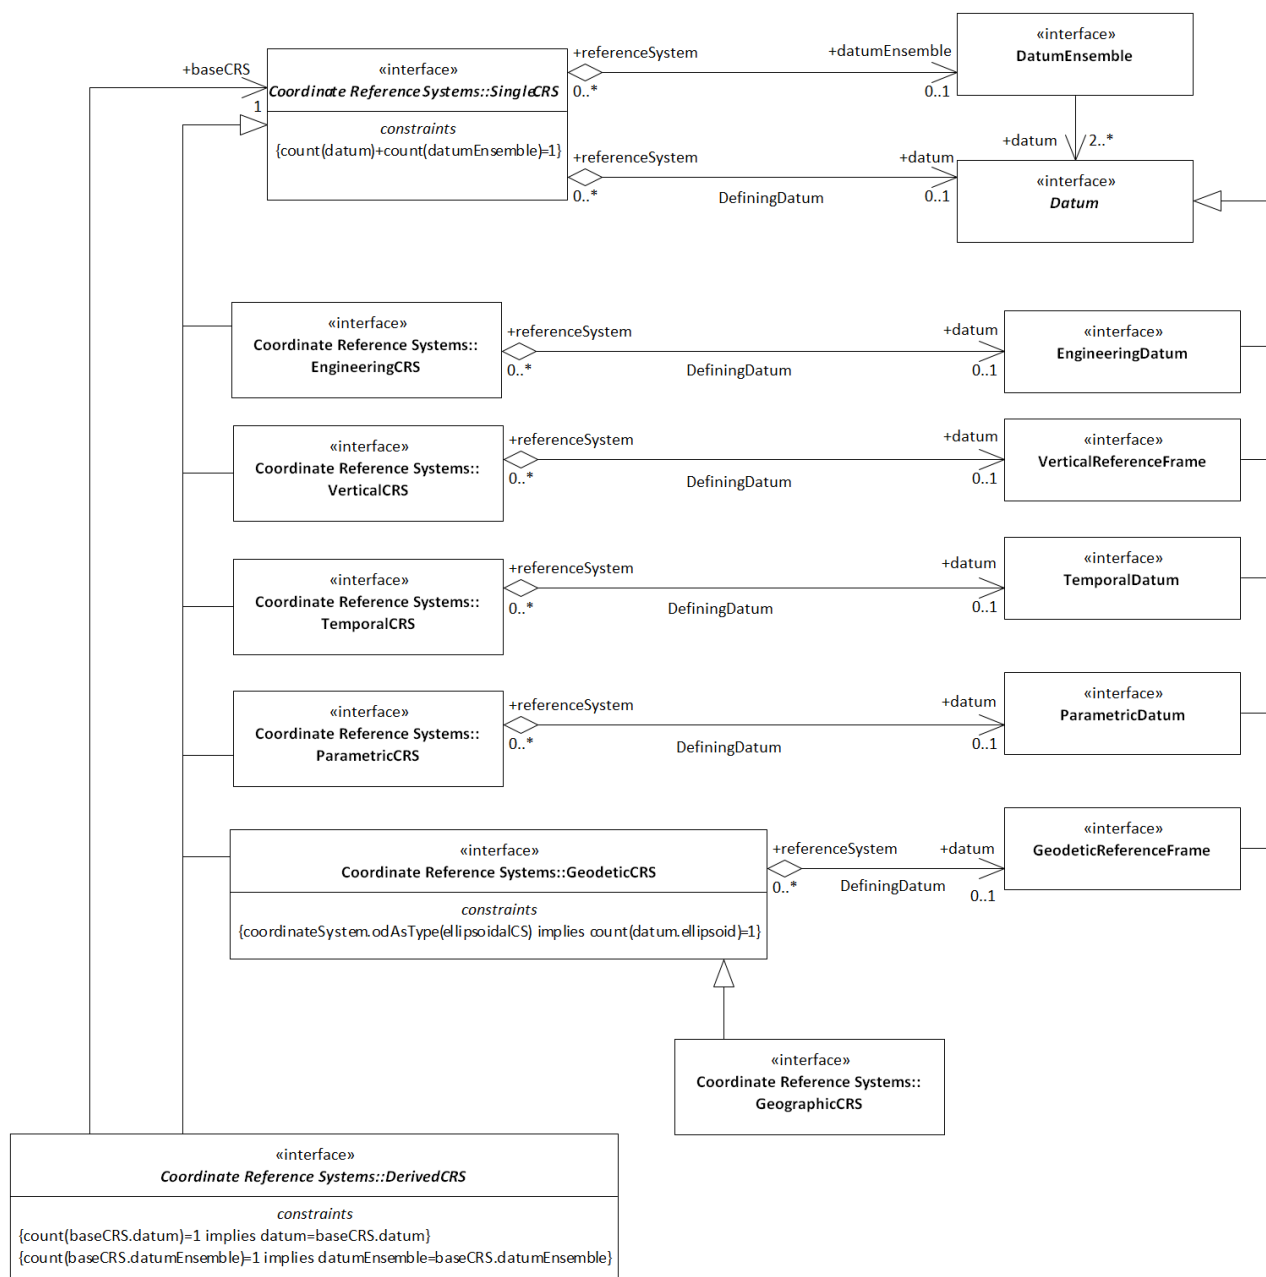 «interface»
DatumEnsemble
+referenceSystem
+datumEnsemble
0..*
0..1
+baseCRS
1
«interface»
Coordinate Reference Systems::SingleCRS
constraints
{count(datum)+count(datumEnsemble)=1}
+datum
2..*
+referenceSystem
+datum
0..*
DefiningDatum
0..1
«interface»
Datum
«interface»
Coordinate Reference Systems::
EngineeringCRS
+referenceSystem
+datum
0..*
DefiningDatum
0..1
«interface»
EngineeringDatum
«interface»
Coordinate Reference Systems::
VerticalCRS
+referenceSystem
+datum
0..*
DefiningDatum
0..1
«interface»
VerticalReferenceFrame
«interface»
Coordinate Reference Systems::
TemporalCRS
+referenceSystem
+datum
0..*
DefiningDatum
0..1
«interface»
TemporalDatum
«interface»
Coordinate Reference Systems::
ParametricCRS
+referenceSystem
+datum
0..*
DefiningDatum
0..1
«interface»
ParametricDatum
«interface»
Coordinate Reference Systems::GeodeticCRS
constraints
{coordinateSystem.odAsType(ellipsoidalCS) implies count(datum.ellipsoid)=1}
+referenceSystem
+datum
0..*
DefiningDatum
0..1
«interface»
GeodeticReferenceFrame
«interface»
Coordinate Reference Systems::
GeographicCRS
«interface»
Coordinate Reference Systems::DerivedCRS
constraints
{count(baseCRS.datum)=1 implies datum=baseCRS.datum}
{count(baseCRS.datumEnsemble)=1 implies datumEnsemble=baseCRS.datumEnsemble}